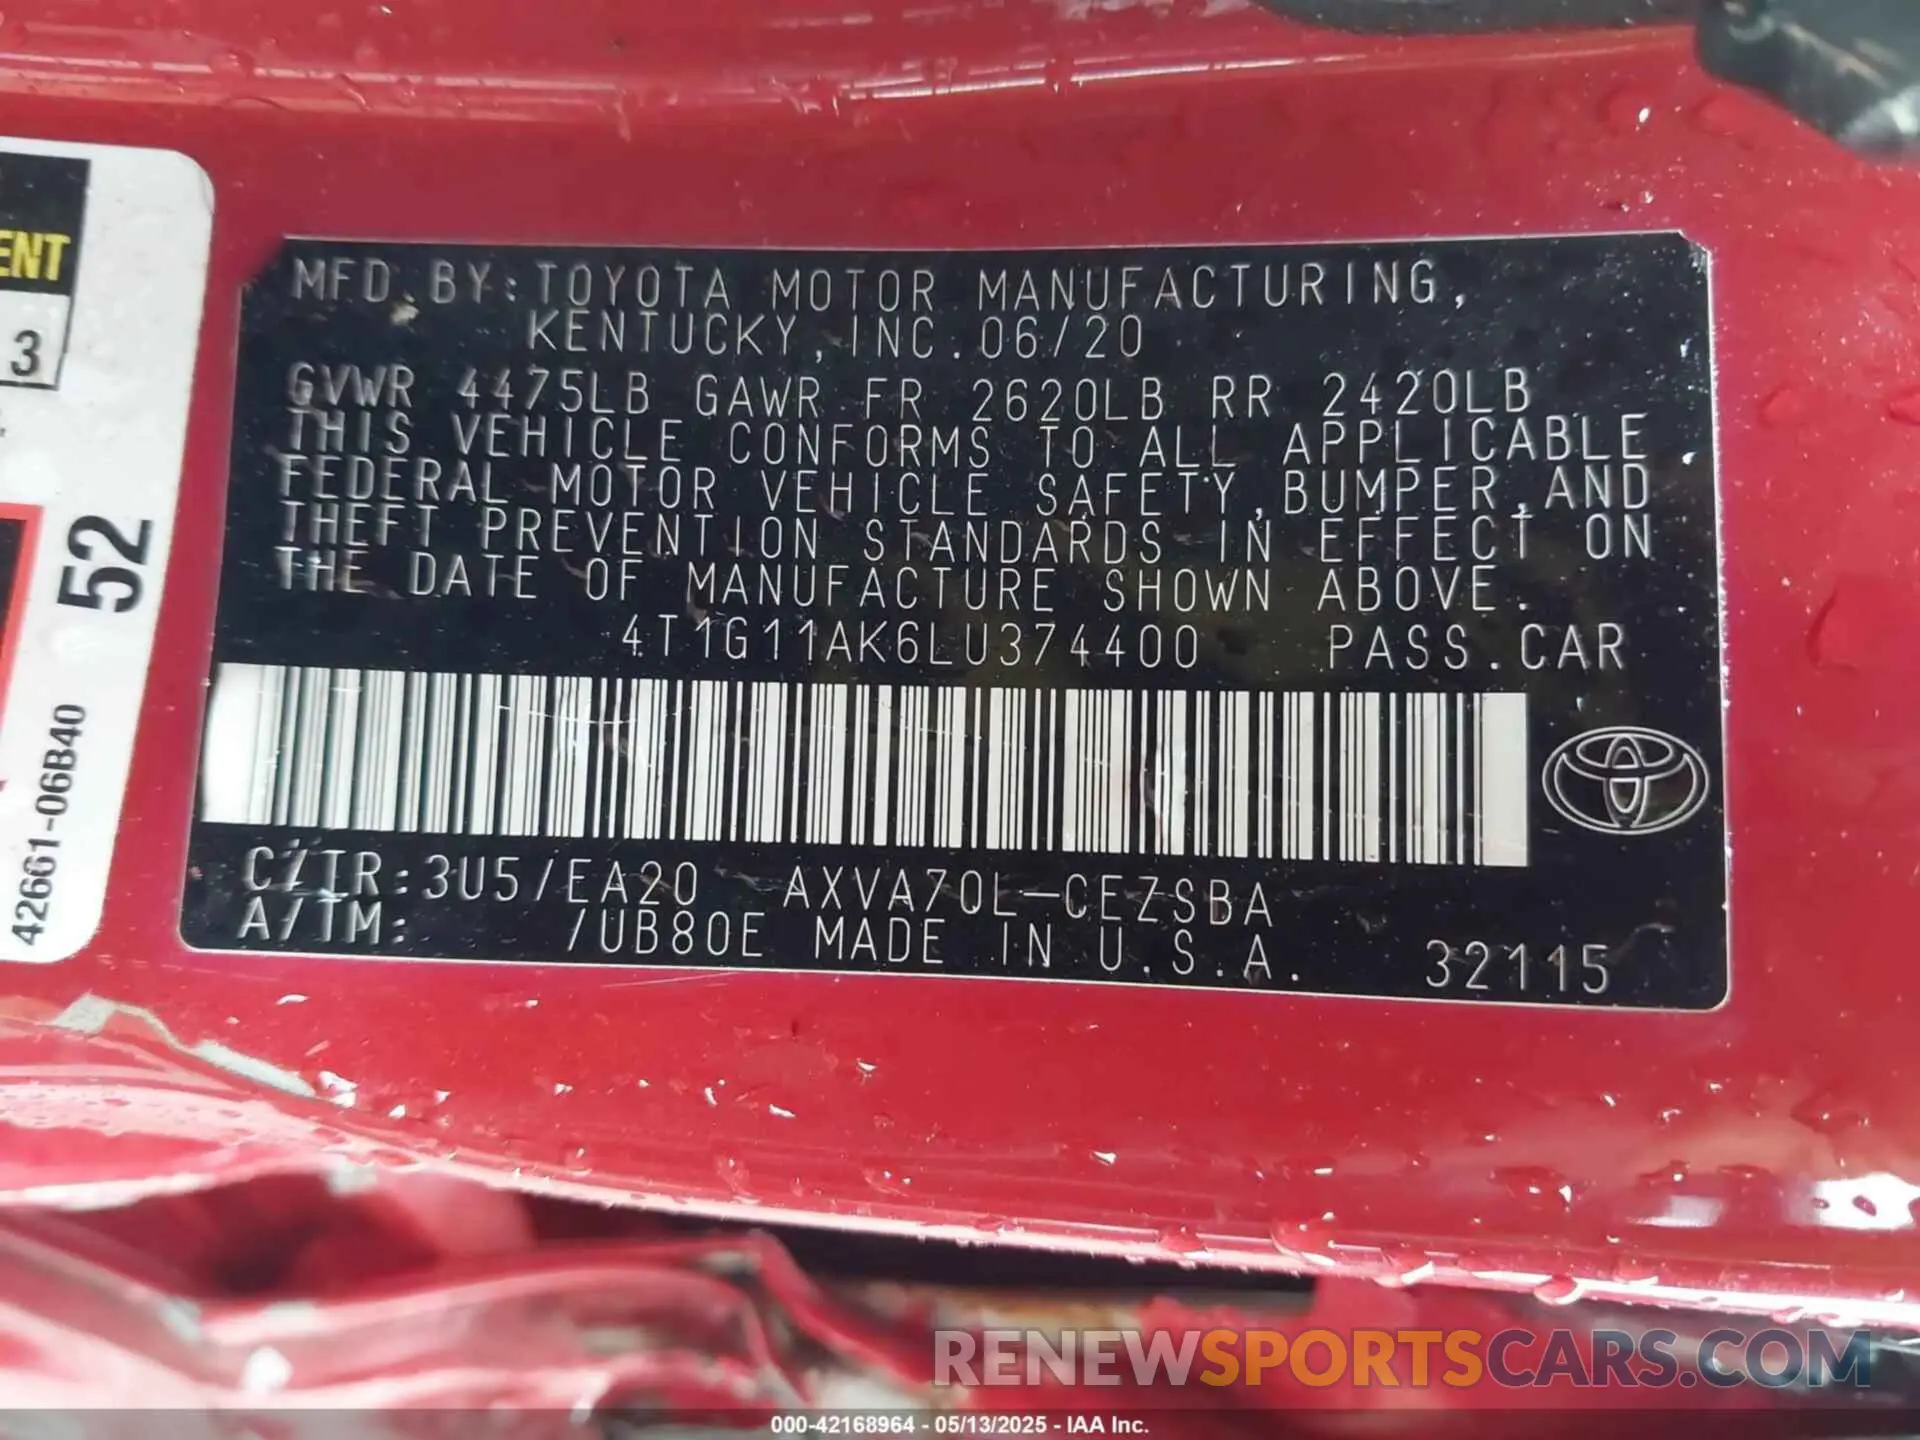 MFD. BY: TOYOTA MOTOR MANUFACTURING,
KENTUCKY, INC. 06/20
GVWR 4475LB GAWR FR 2620LB RR 2420LB
THIS VEHICLE CONFORMS TO ALL APPLICABLE
FEDERAL MOTOR VEHICLE SAFETY, BUMPER, AND
THEFT PREVENTION STANDARDS IN EFFECT ON
THE DATE OF MANUFACTURE SHOWN ABOVE.
4T1G11AK6LU374400 PASS. CAR
C/TR: 3U5/EA20 AXVA70L-CEZSBA
A/TM: /UB80E MADE IN U.S.A. 32115
ENT
3
52
42661-06B40
RENEWSPORTSCARS.COM
000-42168964 - 05/13/2025 - IAA Inc.